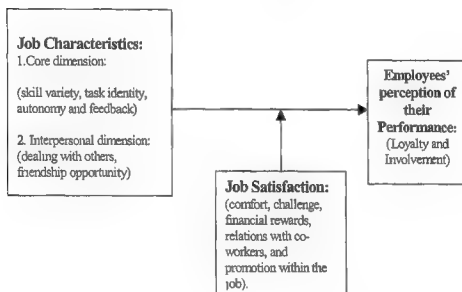 Job Characteristics:
1.Core dimension:
(skill variety, task identity,
autonomy and feedback)
2. Interpersonal dimension:
(dealing with others,
friendship opportunity)
Employees'
perception of
their
Performance:
(Loyalty and
Involvement)
Job Satisfaction:
(comfort, challenge,
financial rewards,
relations with co-
workers, and
promotion within the
job).